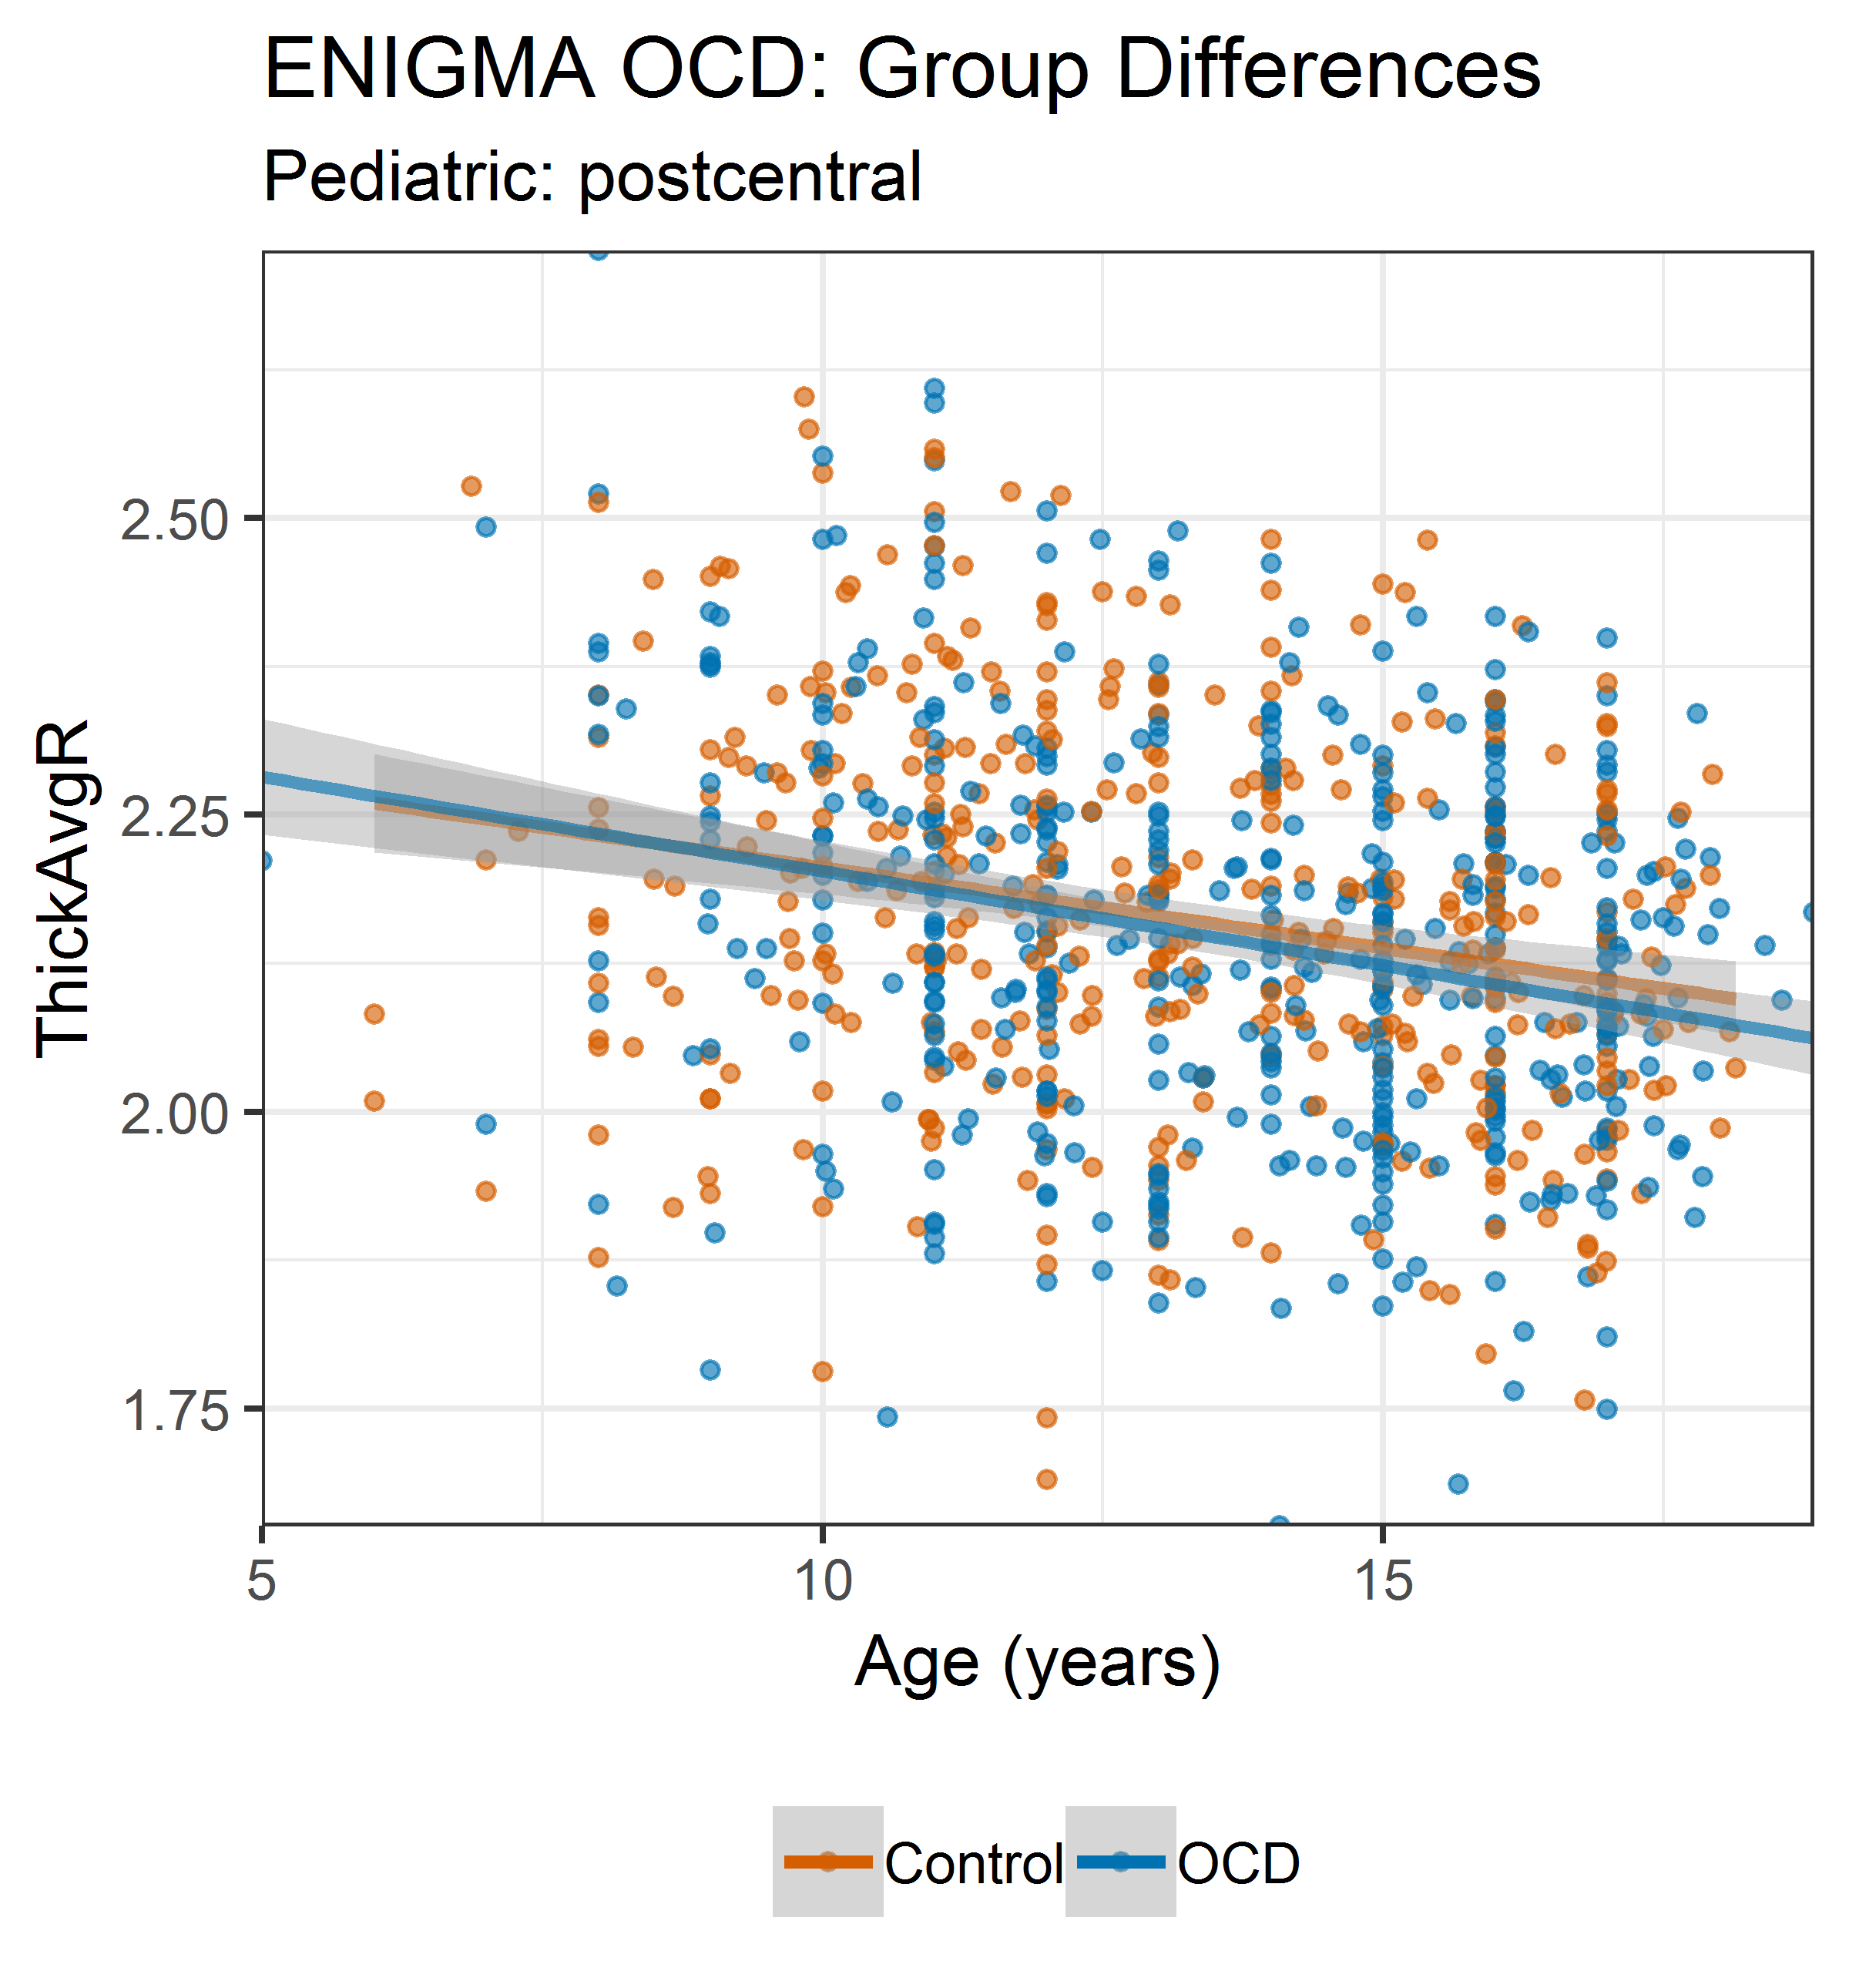 ENIGMA OCD: Group Differences
Pediatric: postcentral
ThickAvgR
2.50
2.25
2.00
1.75
5 10 15
Age (years)
Control OCD